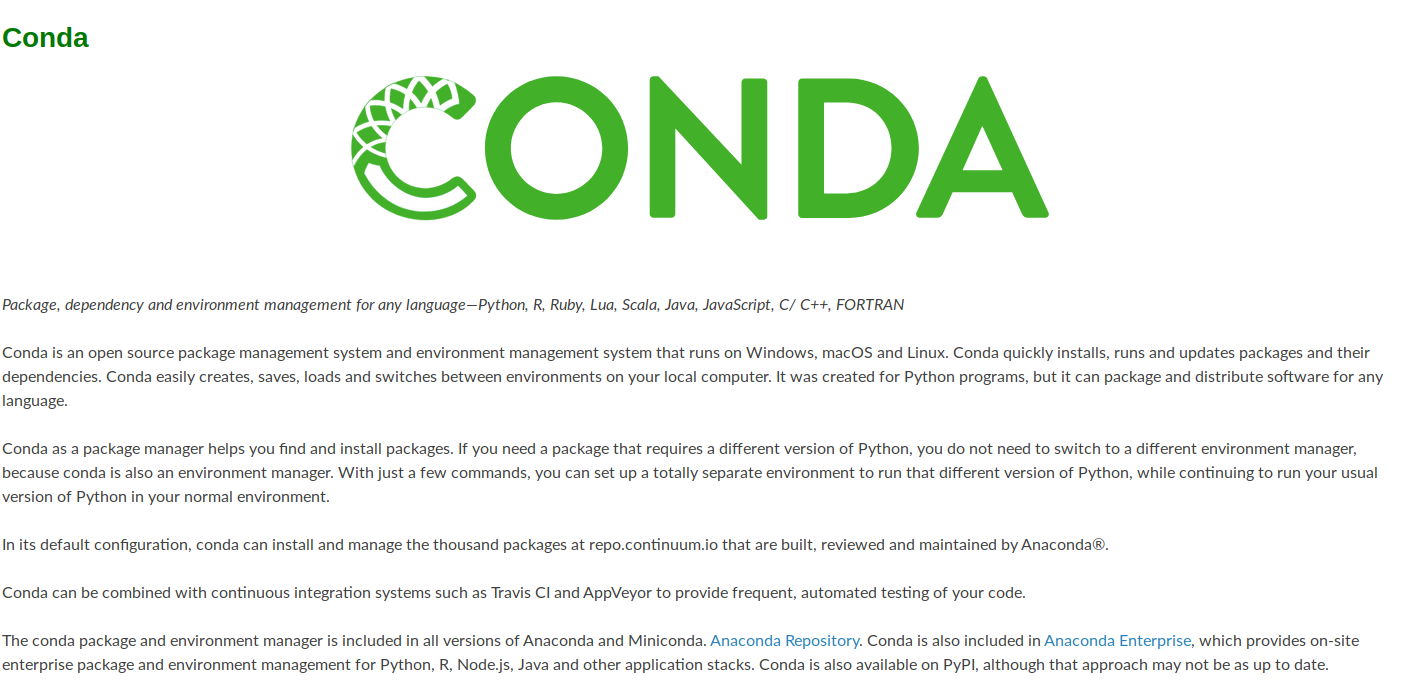 Conda
CONDA
Package, dependency and environment management for any language—Python, R, Ruby, Lua, Scala, Java, JavaScript, C/ C++, FORTRAN
Conda is an open source package management system and environment management system that runs on Windows, macOS and Linux. Conda quickly installs, runs and updates packages and their
dependencies. Conda easily creates, saves, loads and switches between environments on your local computer. It was created for Python programs, but it can package and distribute software for any
language.
Conda as a package manager helps you find and install packages. If you need a package that requires a different version of Python, you do not need to switch to a different environment manager,
because conda is also an environment manager. With just a few commands, you can set up a totally separate environment to run that different version of Python, while continuing to run your usual
version of Python in your normal environment.
In its default configuration, conda can install and manage the thousand packages at repo.continuum.io that are built, reviewed and maintained by Anaconda®.
Conda can be combined with continuous integration systems such as Travis CI and AppVeyor to provide frequent, automated testing of your code.
The conda package and environment manager is included in all versions of Anaconda and Miniconda. Anaconda Repository. Conda is also included in Anaconda Enterprise, which provides on-site
enterprise package and environment management for Python, R, Node.js, Java and other application stacks. Conda is also available on PyPI, although that approach may not be as up to date.